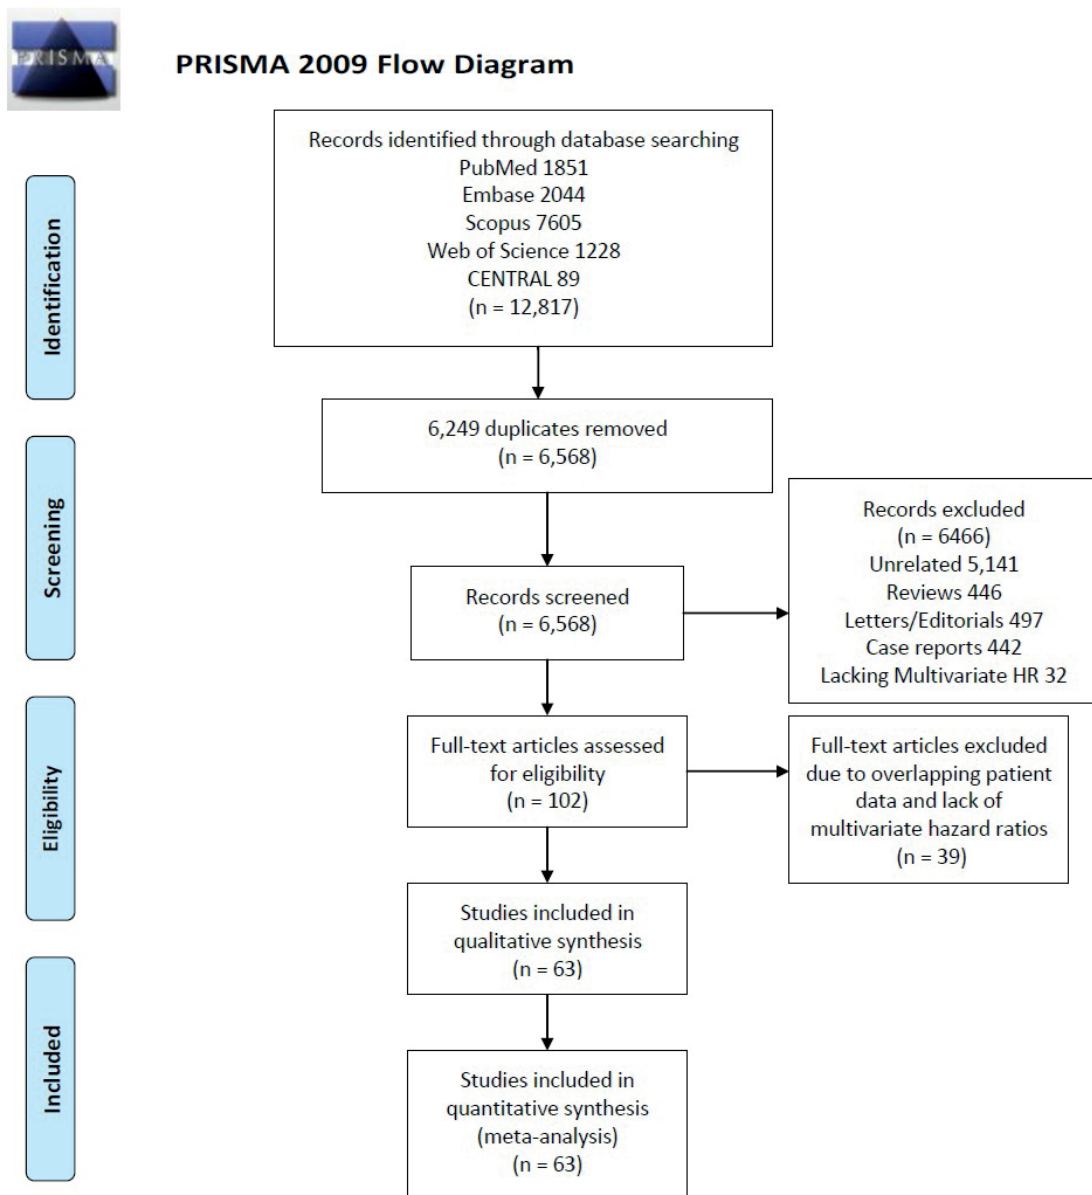 PRISMA
PRISMA 2009 Flow Diagram
Identification
Records identified through database searching
PubMed 1851
Embase 2044
Scopus 7605
Web of Science 1228
CENTRAL 89
(n = 12,817)
6,249 duplicates removed
(n = 6,568)
Screening
Records screened
(n = 6,568)
Records excluded
(n = 6466)
Unrelated 5,141
Reviews 446
Letters/Editorials 497
Case reports 442
Lacking Multivariate HR 32
Eligibility
Full-text articles assessed
for eligibility
(n = 102)
Full-text articles excluded
due to overlapping patient
data and lack of
multivariate hazard ratios
(n = 39)
Studies included in
qualitative synthesis
(n = 63)
Included
Studies included in
quantitative synthesis
(meta-analysis)
(n = 63)